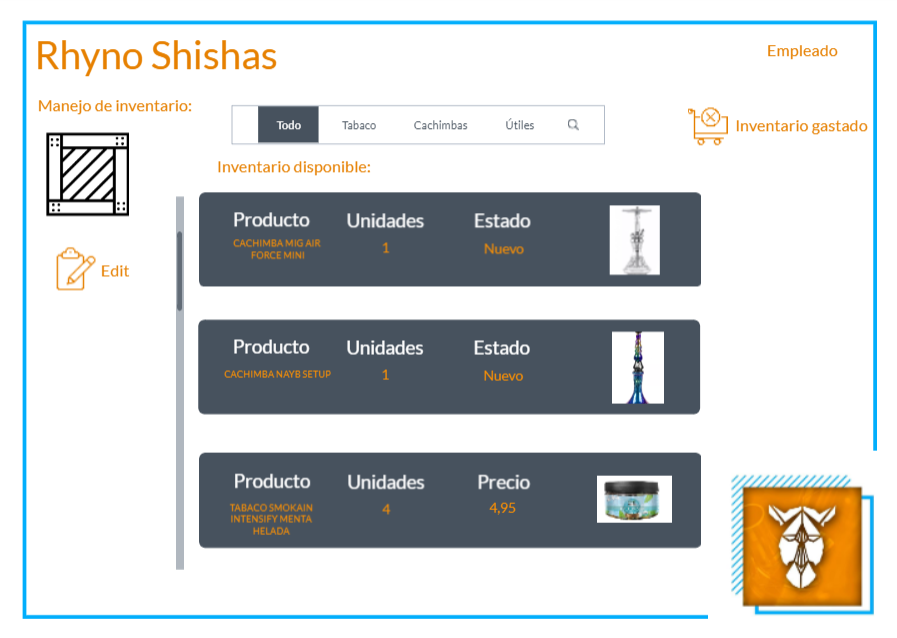 Rhyno Shishas
Empleado
Manejo de inventario:
Todo Tabaco Cachimbas Útiles
Inventario gastado
Inventario disponible:
Producto Unidades Estado
CACHIMBA MIG AIR
FORCE MINI
1
Nuevo
Edit
Producto Unidades Estado
CACHIMBA NAYB SETUP 1 Nuevo
Producto Unidades Precio
TABACO SMOKAIN
INTENSIFY MENTA
HELADA
4
4,95